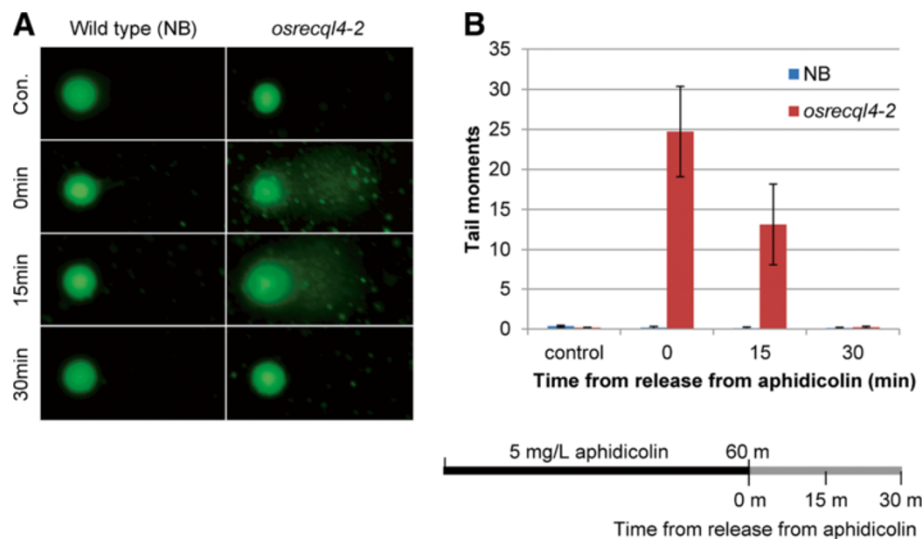 A
Wild type (NB)
osrecql4-2
Con.
0min
15min
30min
B
35
30
25
20
15
10
5
0
Tail moments
NB
osrecql4-2
control
0
15
30
Time from release from aphidicolin (min)
5 mg/L aphidicolin
60 m
0 m
15 m
30 m
Time from release from aphidicolin